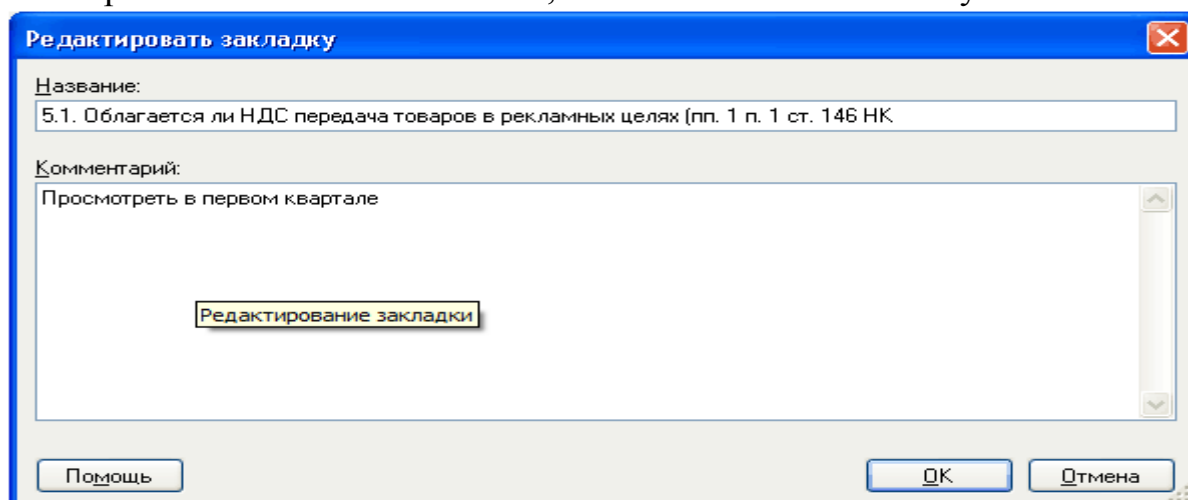 Редактировать закладку
Название:
5.1. Облагается ли НДС передача товаров в рекламных целях (пп. 1 п. 1 ст. 146 НК
Комментарий:
Просмотреть в первом квартале
Редактирование закладки
Помощь
OK
Отмена